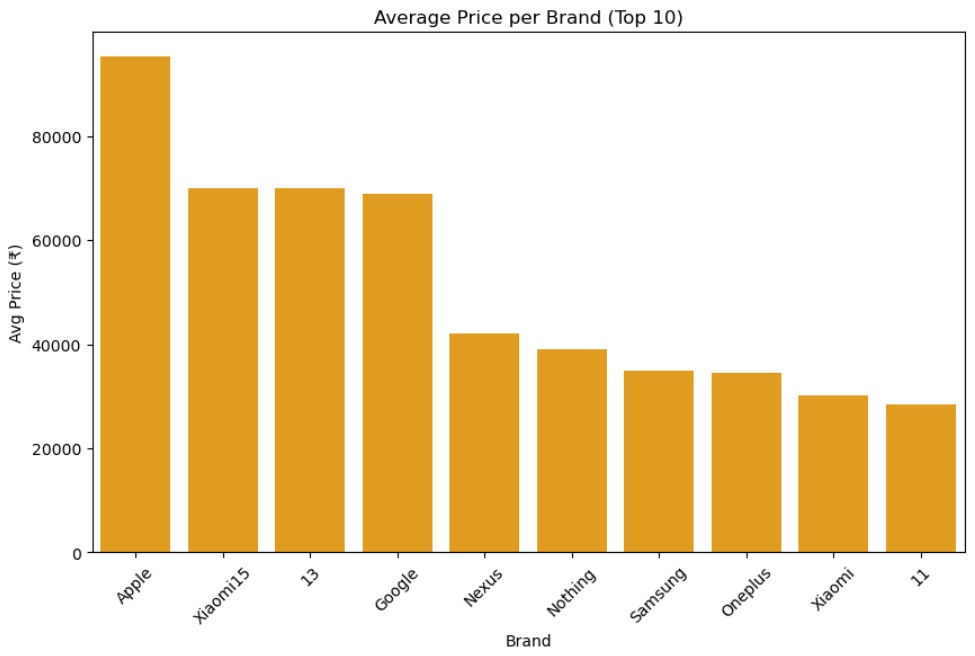 Average Price per Brand (Top 10)
Avg Price (₹)
80000
60000
40000
20000
0
Apple
Xiaomi15
13
Google
Nexus
Nothing
Samsung
Oneplus
Xiaomi
11
Brand